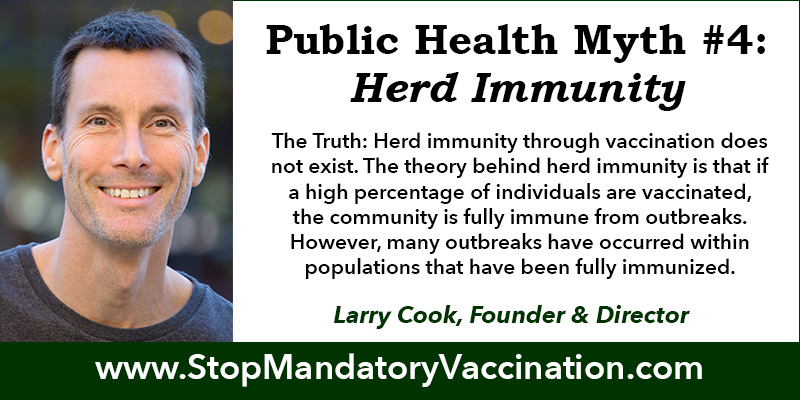 Public Health Myth #4:
Herd Immunity
The Truth: Herd immunity through vaccination does
not exist. The theory behind herd immunity is that if
a high percentage of individuals are vaccinated,
the community is fully immune from outbreaks.
However, many outbreaks have occurred within
populations that have been fully immunized.
Larry Cook, Founder & Director
www.StopMandatoryVaccination.com